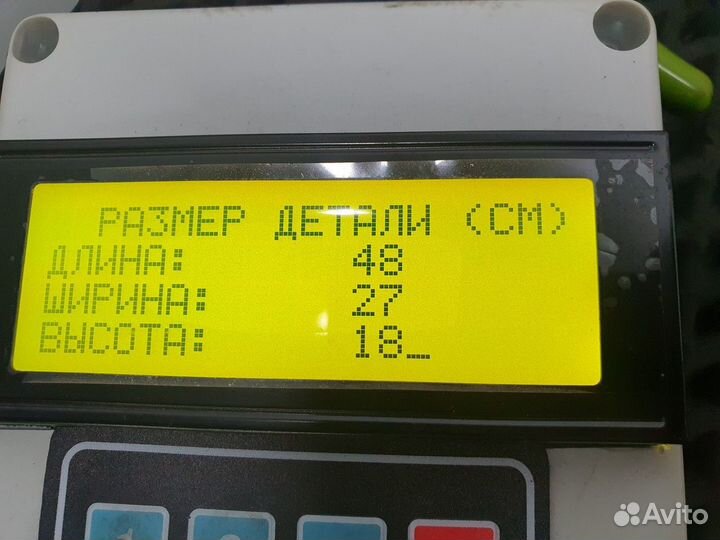 РАЗМЕР ДЕТАЛИ (СМ)
ДЛИНА: 48
ШИРИНА: 27
ВЫСОТА: 18_
Avito